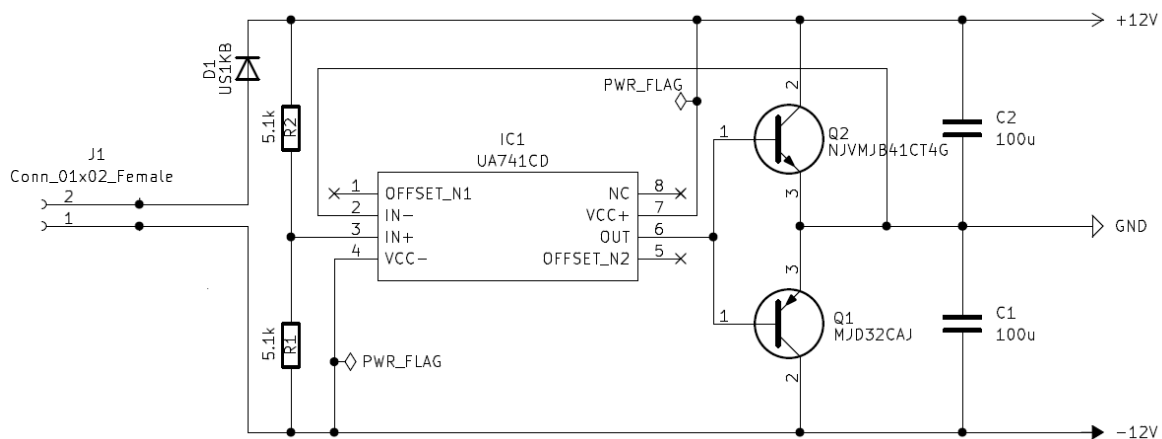 +12V
D1
US1KB
PWR_FLAG
2
5.1k
R2
C2
100u
1
Q2
NJVMJB41CT4G
IC1
UA741CD
J1
Conn_01x02_Female
3
1 OFFSET_N1 NC 8
2 IN- VCC+ 7
3 IN+ OUT 6
4 VCC- OFFSET_N2 5
2
1
GND
3
1
Q1
MJD32CAJ
C1
100u
5.1k
R1
PWR_FLAG
2
-12V